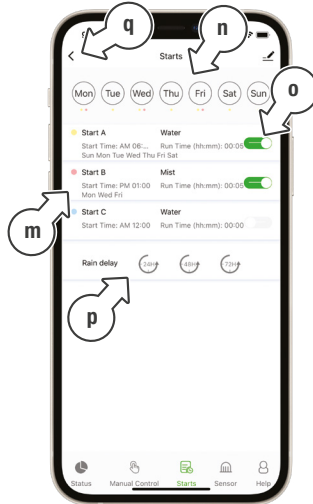 q
n
9
Starts
Mon Tue Wed Thu Fri Sat Sun
o
Start A Water
Start Time: AM 06:... Run Time (hh:mm): 00:05
Sun Mon Tue Wed Thu Fri Sat
Start B Mist
Start Time: PM 01:00 Run Time (hh:mm): 00:05
Mon Wed Fri
m
Start C Water
Start Time: AM 12:00 Run Time (hh:mm): 00:00
Rain delay 24H 48H 72H
p
Status Manual Control Starts Sensor Help